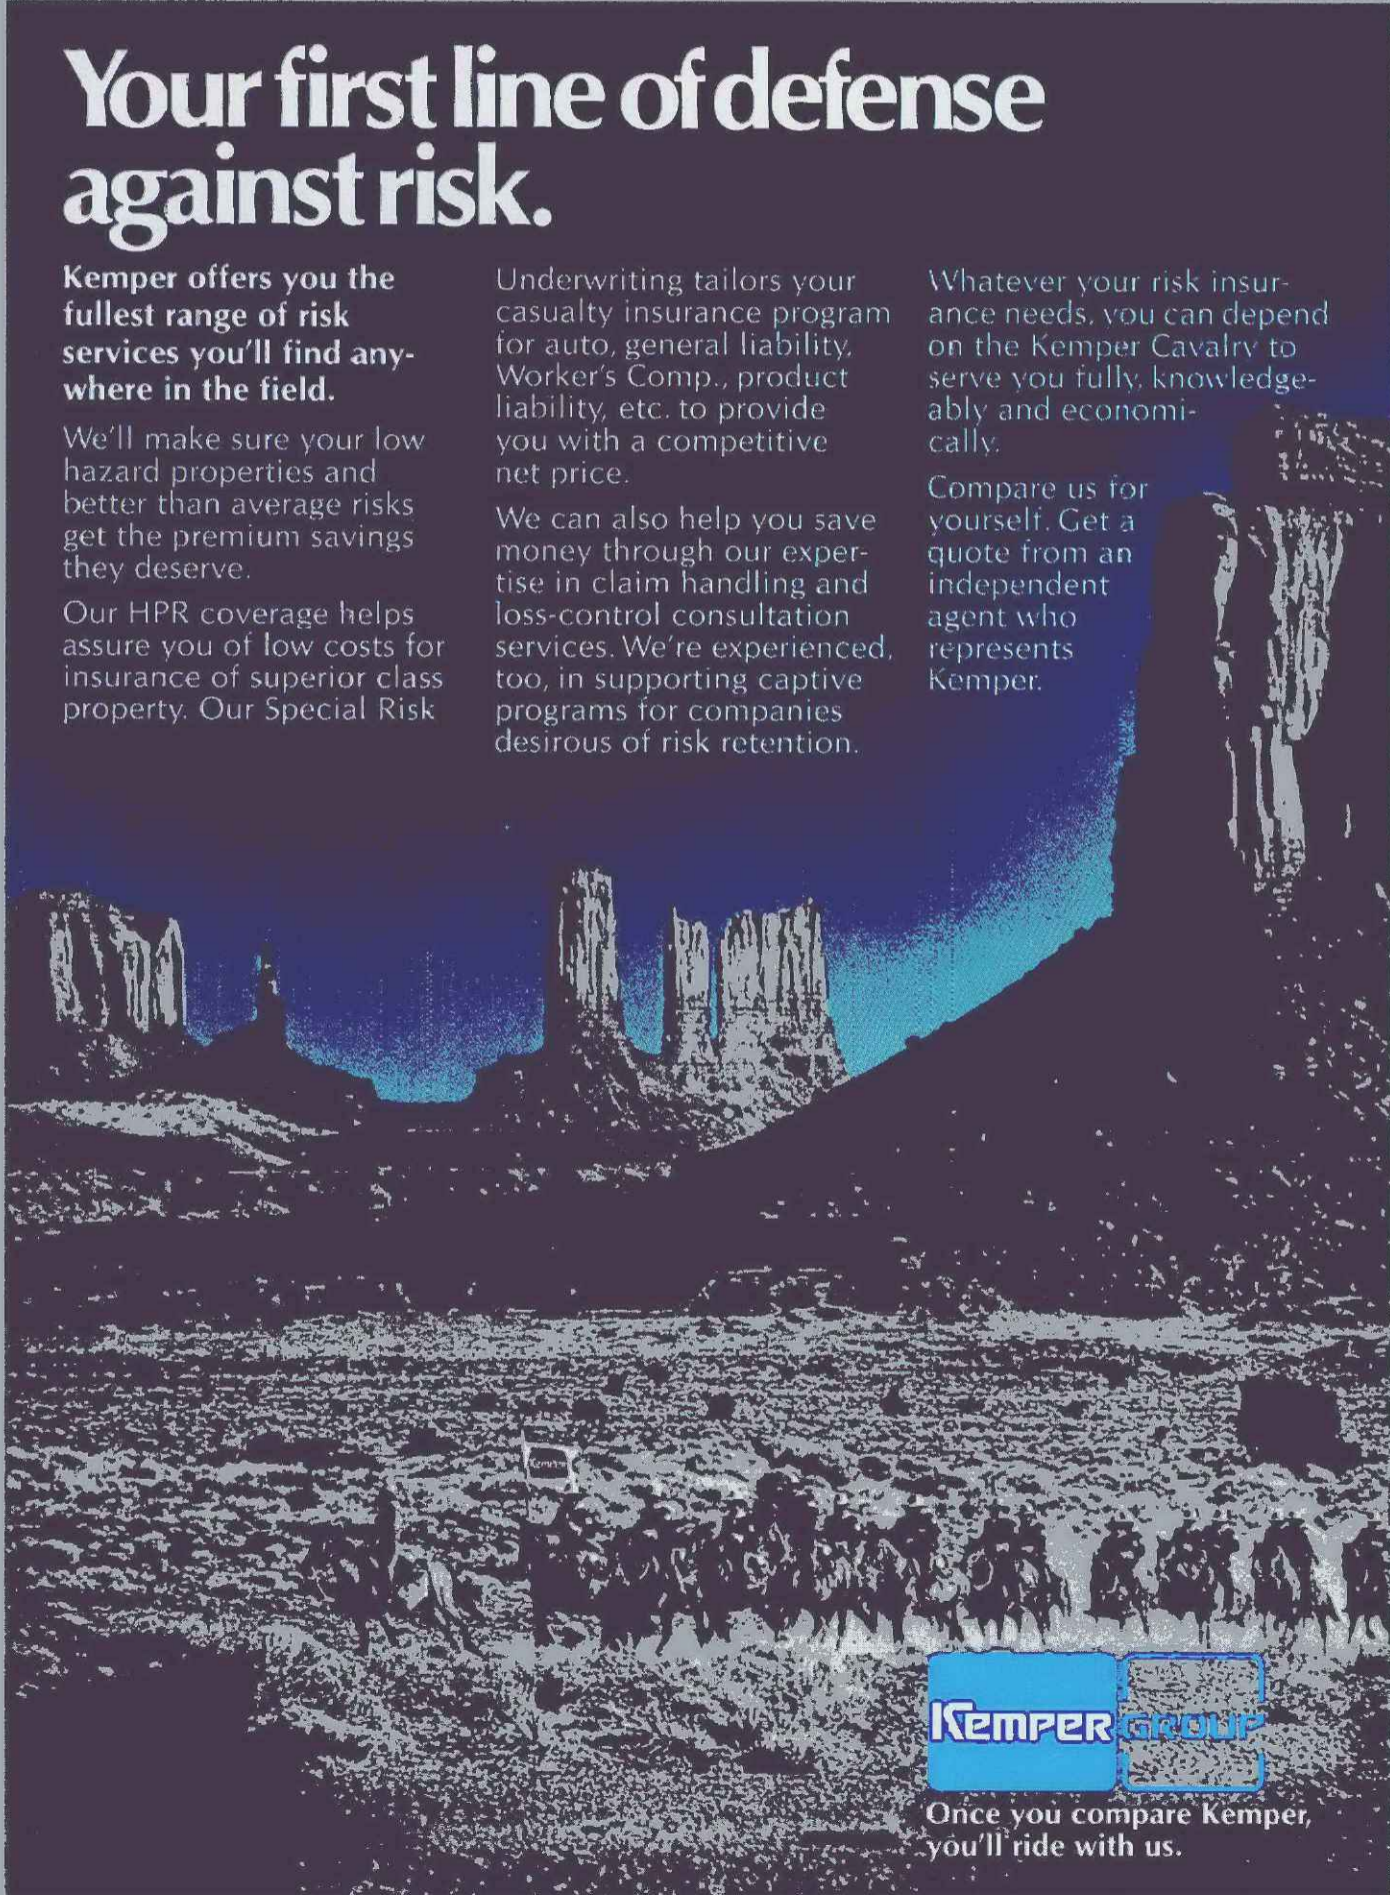 Your first line of defense
against risk.
Kemper offers you the
fullest range of risk
services you'll find any-
where in the field.
We'll make sure your low
hazard properties and
better than average risks
get the premium savings
they deserve.
Our HPR coverage helps
assure you of low costs for
insurance of superior class
property. Our Special Risk
Underwriting tailors your
casualty insurance program
for auto, general liability,
Worker's Comp., product
liability, etc. to provide
you with a competitive
net price.
We can also help you save
money through our exper-
tise in claim handling and
loss-control consultation
services. We're experienced,
too, in supporting captive
programs for companies
desirous of risk retention.
Whatever your risk insur-
ance needs, you can depend
on the Kemper Cavalry to
serve you fully, knowledge-
ably and economi-
cally.
Compare us for
yourself. Get a
quote from an
independent
agent who
represents
Kemper.
Kemper
KEMPER GROUP
Once you compare Kemper,
you'll ride with us.